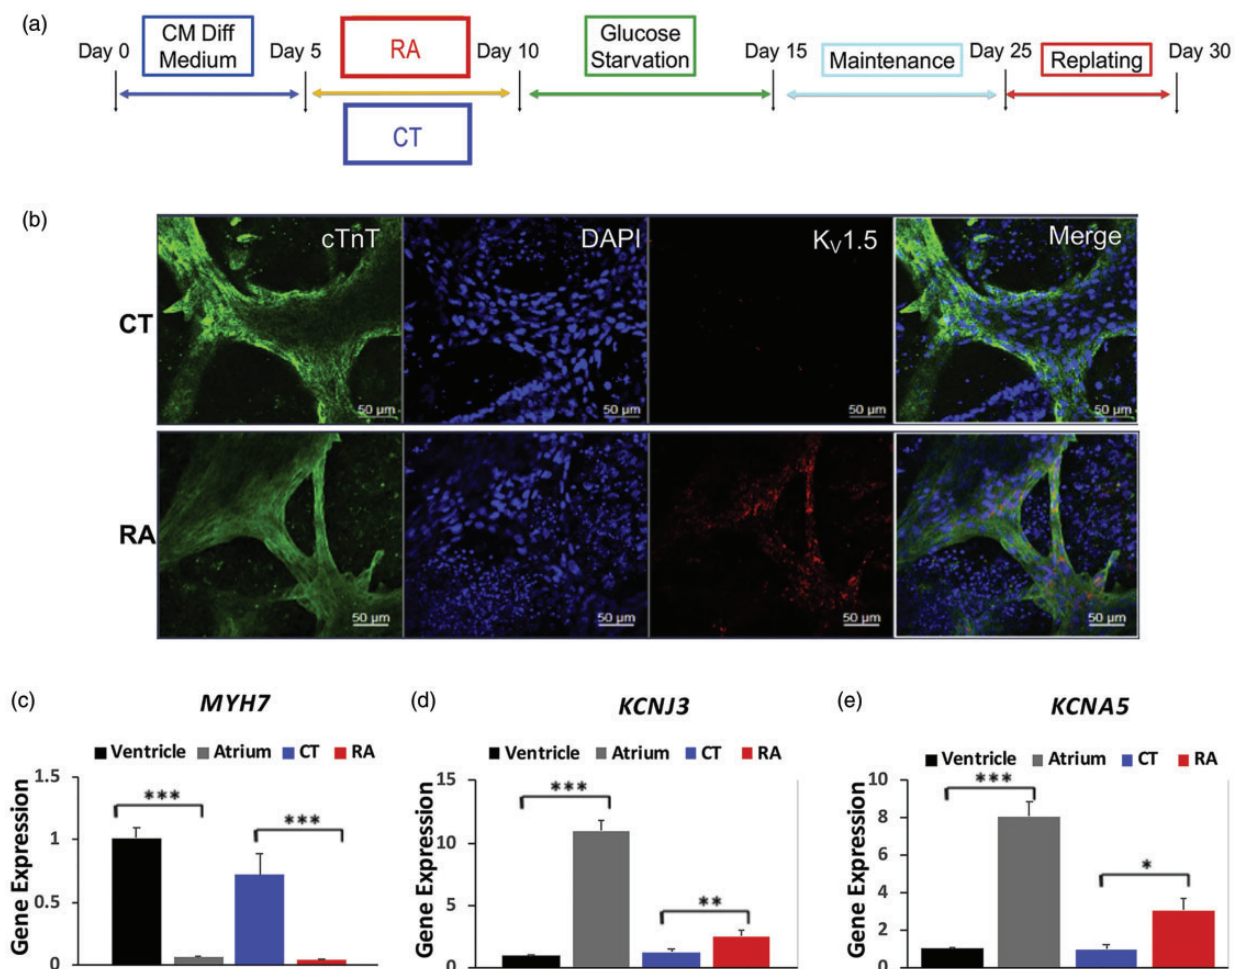 (a)
CM Diff
Medium
RA
Glucose
Starvation
Day 0
Day 5
Day 10
Day 15
Maintenance
Day 25
Replating
Day 30
CT
(b)
cTnT
DAPI
Kv1.5
Merge
CT
50 µm
50 µm
50 µm
50 µm
RA
50 µm
50 µm
50 µm
50 µm
(c)
MYH7
Ventricle Atrium CT RA
Gene Expression
1.5
1
0.5
0
***
***
(d)
KCNJ3
Ventricle Atrium CT RA
Gene Expression
15
10
5
0
***
**
(e)
KCNA5
Ventricle Atrium CT RA
Gene Expression
10
8
6
4
2
0
***
*